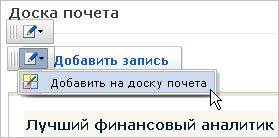 Доска почета
Добавить запись
Добавить на доску почета
Лучший финансовый аналитик